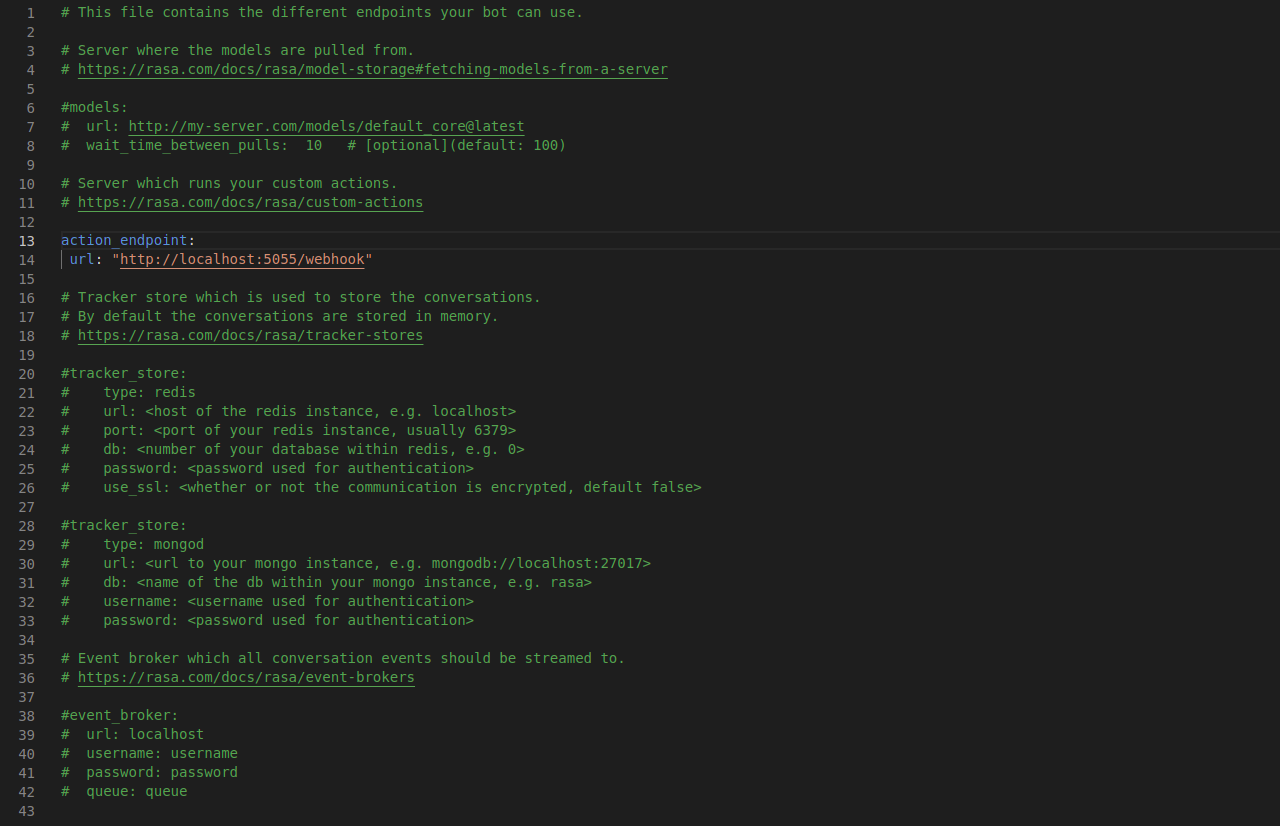 1 # This file contains the different endpoints your bot can use.
2
3 # Server where the models are pulled from.
4 # https://rasa.com/docs/rasa/model-storage#fetching-models-from-a-server
5
6 #models:
7 #  url: http://my-server.com/models/default_core@latest
8 #  wait_time_between_pulls:  10   # [optional](default: 100)
9
10 # Server which runs your custom actions.
11 # https://rasa.com/docs/rasa/custom-actions
12
13 action_endpoint:
14  url: "http://localhost:5055/webhook"
15
16 # Tracker store which is used to store the conversations.
17 # By default the conversations are stored in memory.
18 # https://rasa.com/docs/rasa/tracker-stores
19
20 #tracker_store:
21 #    type: redis
22 #    url: <host of the redis instance, e.g. localhost>
23 #    port: <port of your redis instance, usually 6379>
24 #    db: <number of your database within redis, e.g. 0>
25 #    password: <password used for authentication>
26 #    use_ssl: <whether or not the communication is encrypted, default false>
27
28 #tracker_store:
29 #    type: mongod
30 #    url: <url to your mongo instance, e.g. mongodb://localhost:27017>
31 #    db: <name of the db within your mongo instance, e.g. rasa>
32 #    username: <username used for authentication>
33 #    password: <password used for authentication>
34
35 # Event broker which all conversation events should be streamed to.
36 # https://rasa.com/docs/rasa/event-brokers
37
38 #event_broker:
39 #  url: localhost
40 #  username: username
41 #  password: password
42 #  queue: queue
43